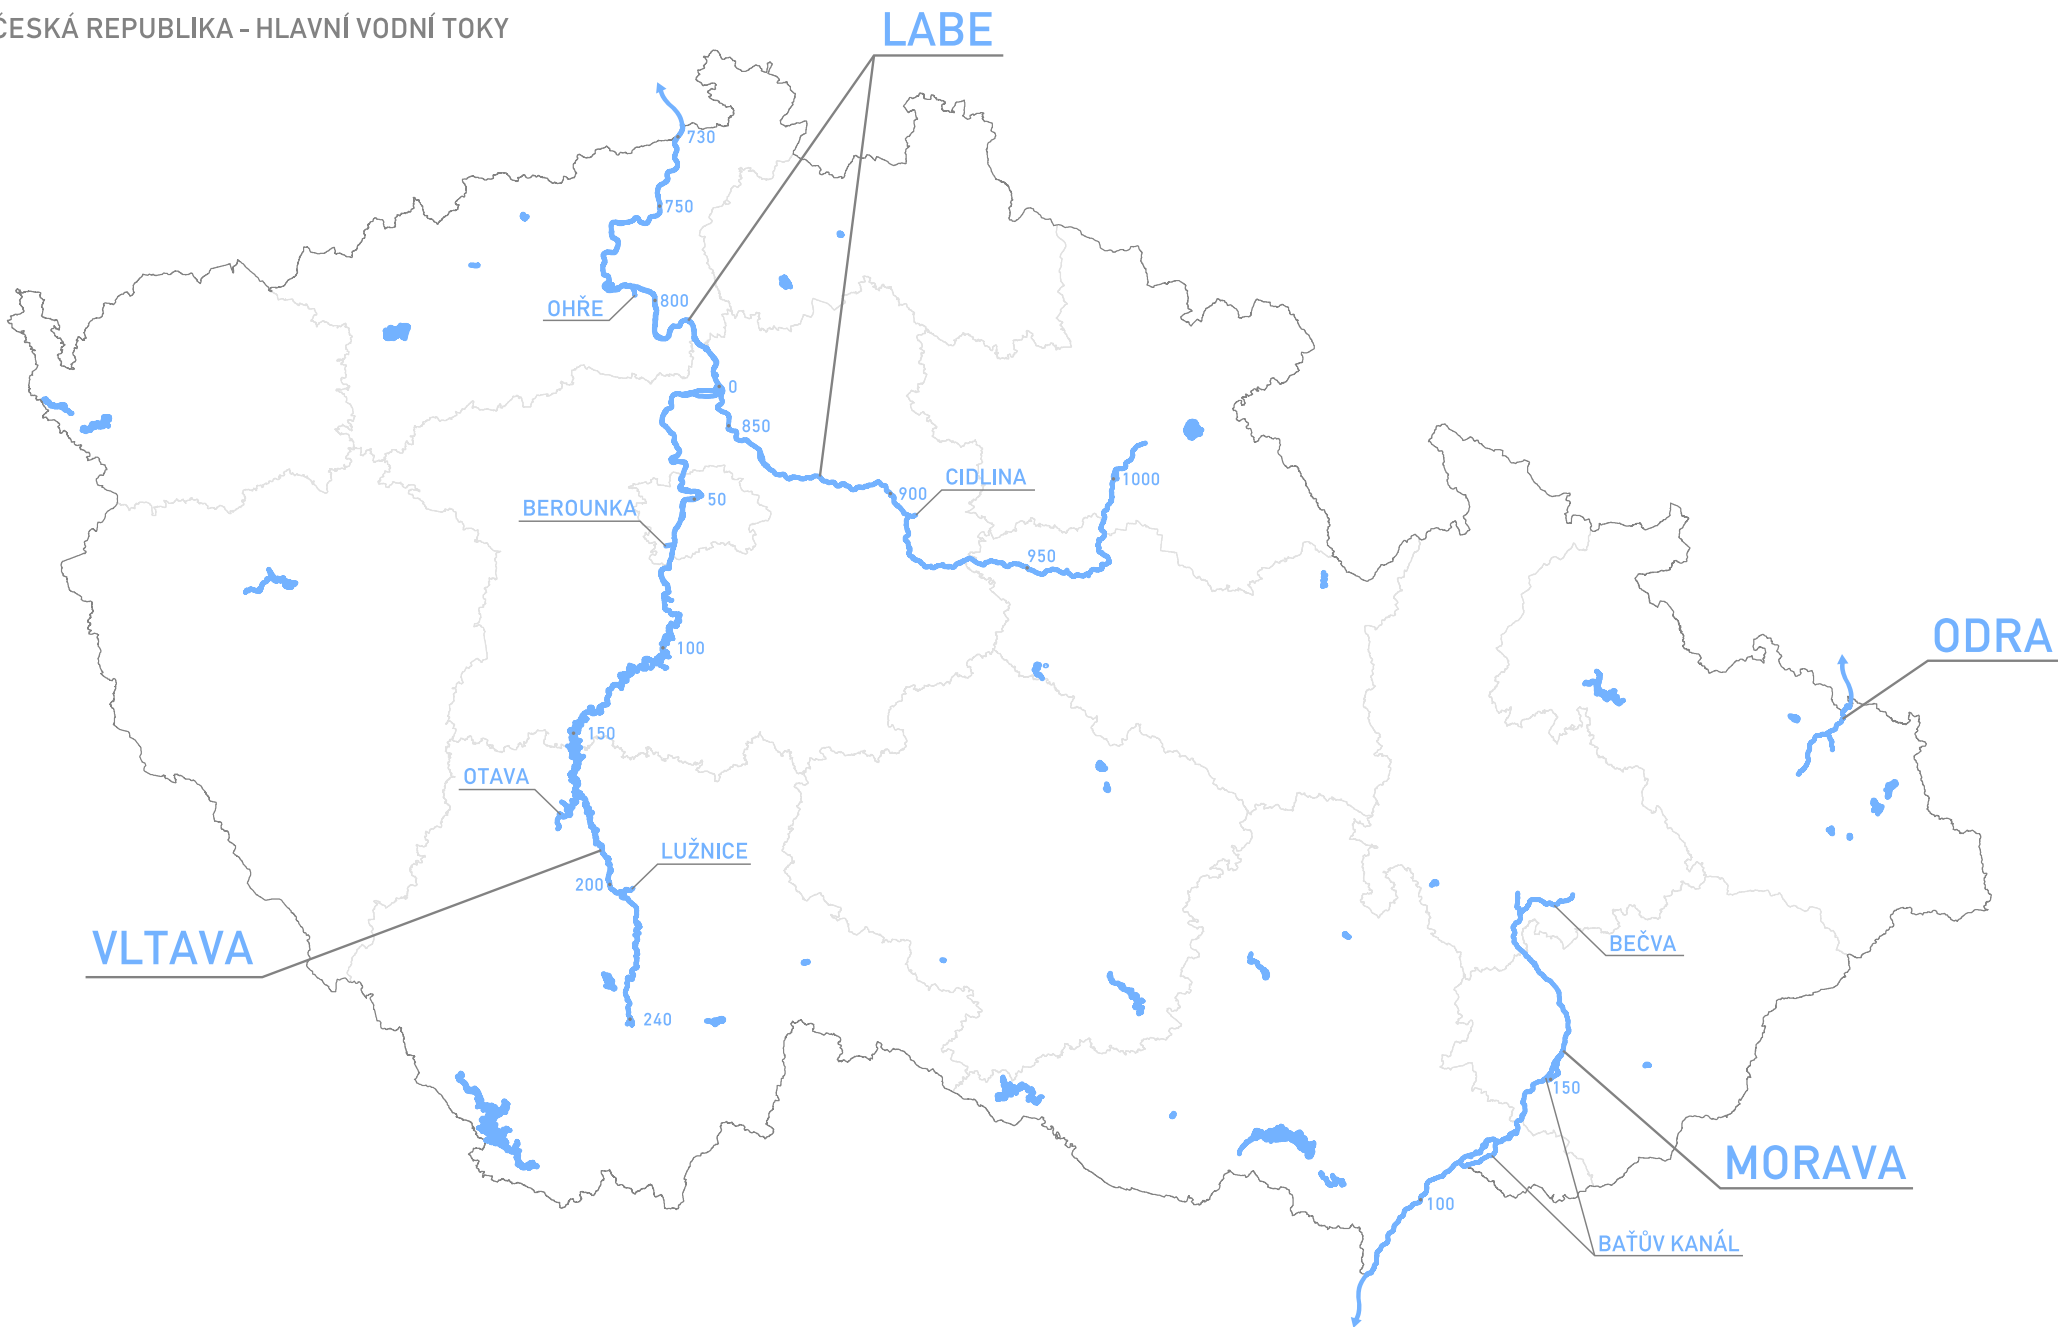 ČESKÁ REPUBLIKA - HLAVNÍ VODNÍ TOKY
LABE
730
750
OHŘE
800
0
850
CIDLINA
1000
900
BEROUNKA
50
950
100
ODRA
150
OTAVA
LUŽNICE
200
VLTAVA
BEČVA
240
150
MORAVA
100
BAŤŮV KANÁL